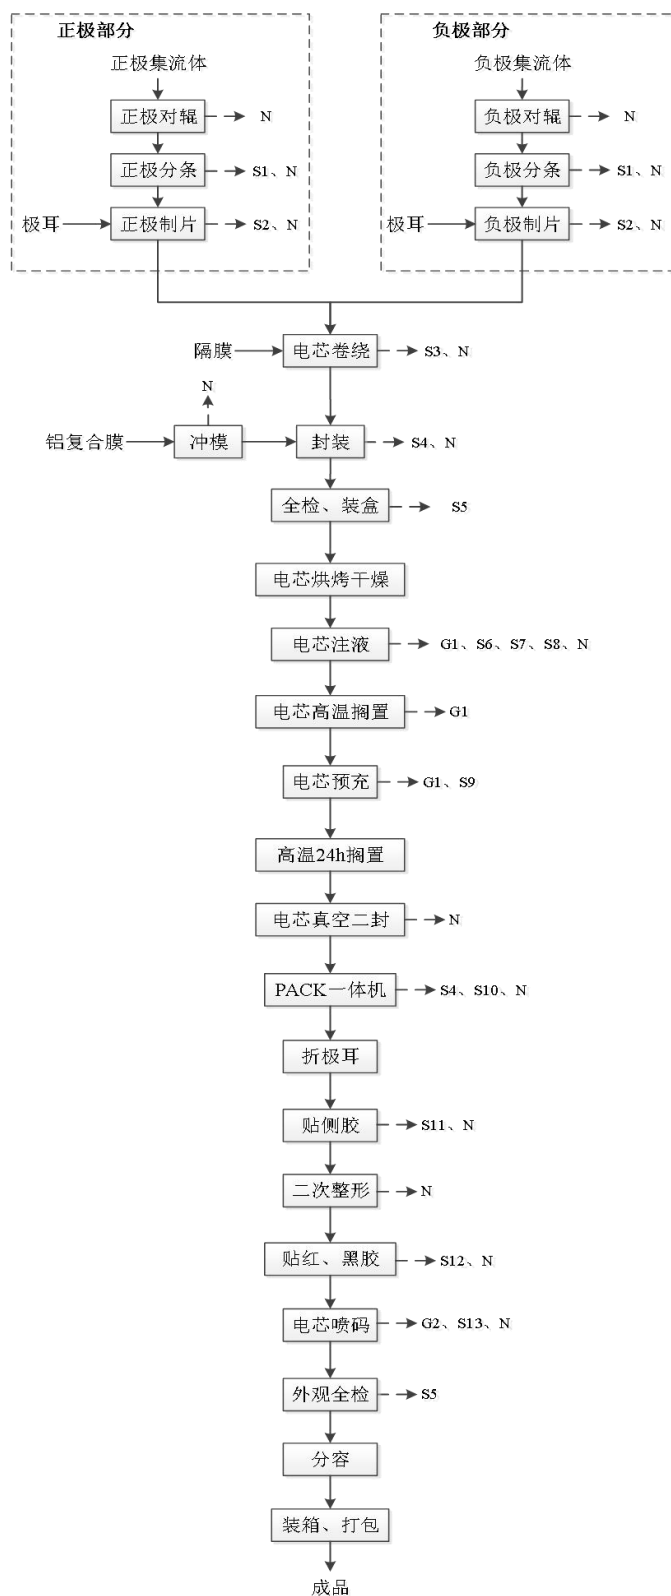 正极部分
负极部分
正极集流体
负极集流体
正极对辊
N
负极对辊
N
正极分条
S1、N
负极分条
S1、N
极耳
正极制片
S2、N
极耳
负极制片
S2、N
隔膜
电芯卷绕
S3、N
N
铝复合膜
冲模
封装
S4、N
全检、装盒
S5
电芯烘烤干燥
电芯注液
G1、S6、S7、S8、N
电芯高温搁置
G1
电芯预充
G1、S9
高温24h搁置
电芯真空二封
N
PACK一体机
S4、S10、N
折极耳
贴侧胶
S11、N
二次整形
N
贴红、黑胶
S12、N
电芯喷码
G2、S13、N
外观全检
S5
分容
装箱、打包
成品